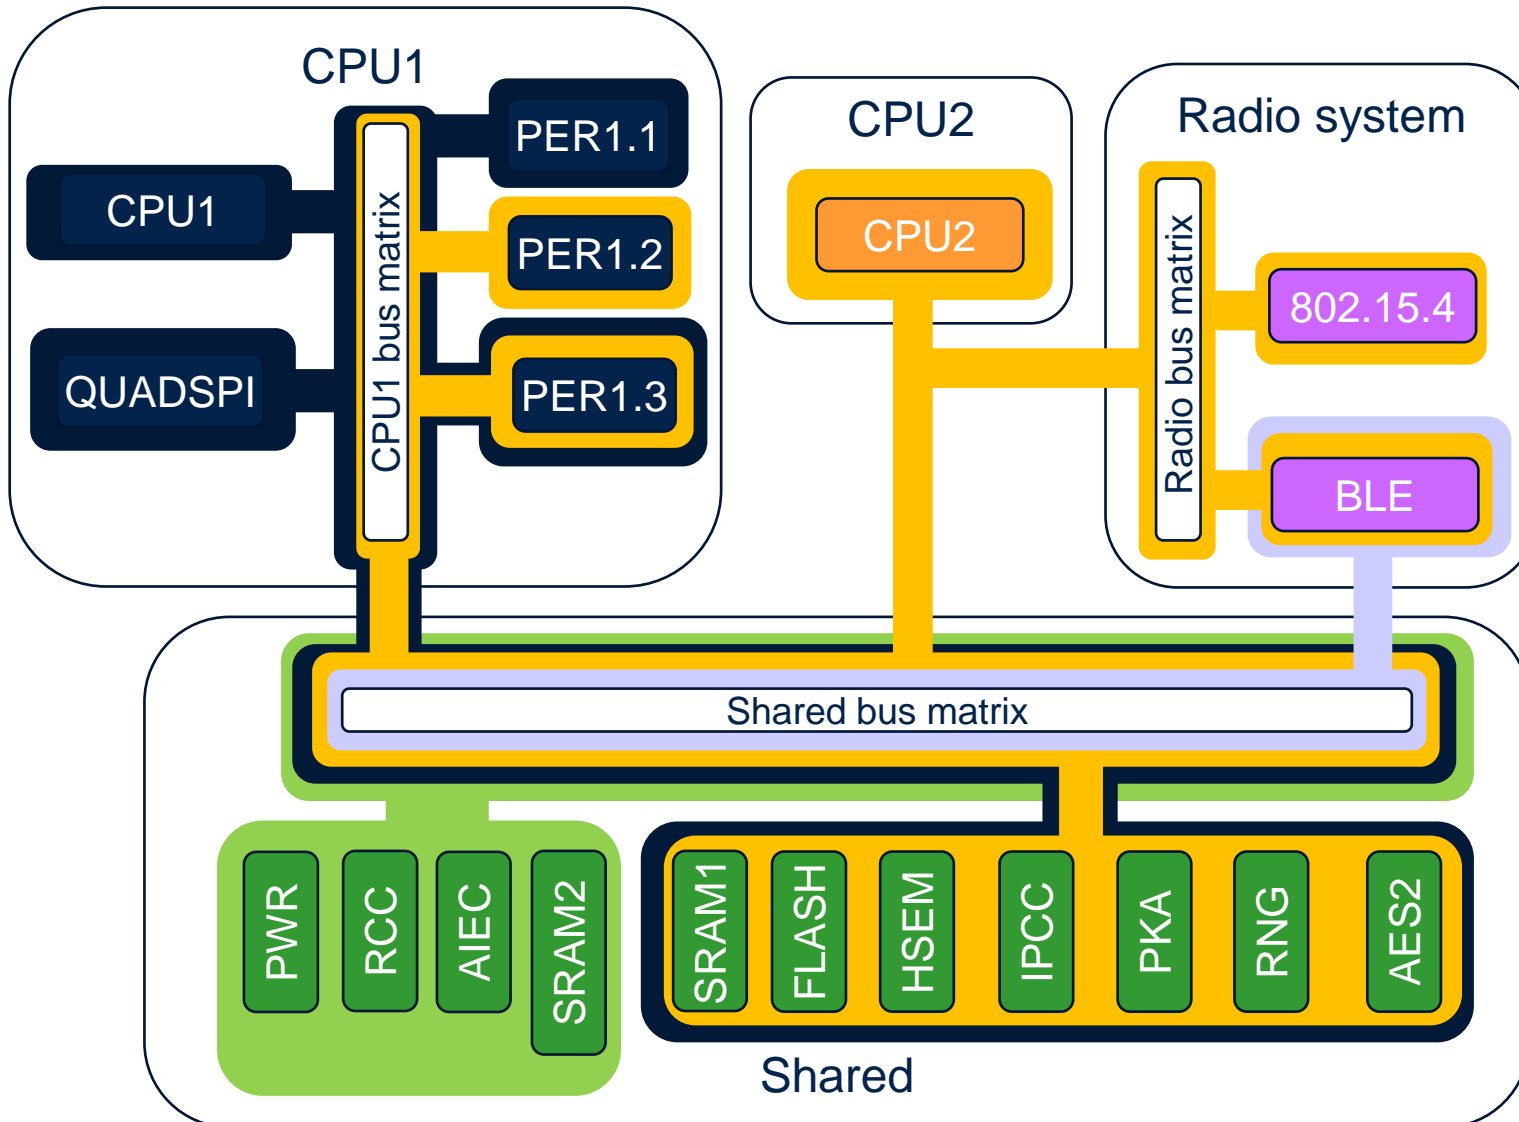 CPU1
CPU1
QUADSPI
CPU1 bus matrix
PER1.1
PER1.2
PER1.3
CPU2
CPU2
Radio system
Radio bus matrix
802.15.4
BLE
Shared bus matrix
PWR
RCC
AIEC
SRAM2
SRAM1
FLASH
HSEM
IPCC
PKA
RNG
AES2
Shared